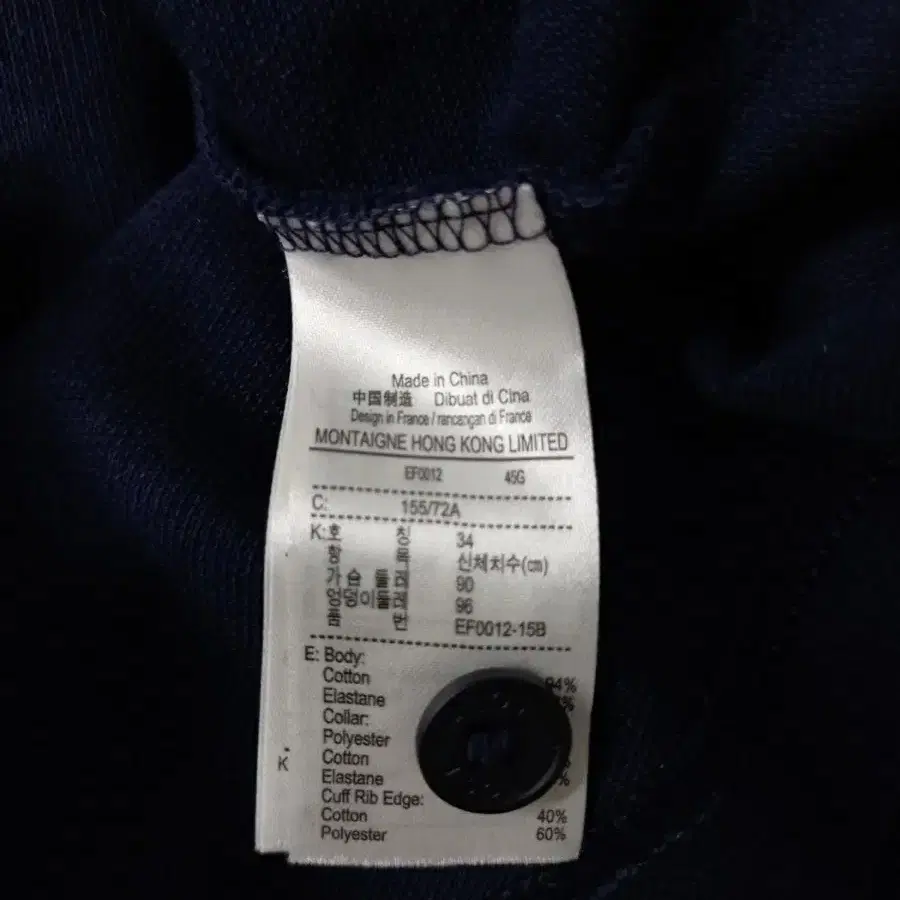 Made in China
中国制造 Dibuat di Cina
Design in France / rancangan di France
MONTAIGNE HONG KONG LIMITED
EF0012 45G
C: 155/72A
K: 호 칭 34
항 목 신체치수(cm)
가슴둘레 90
엉덩이둘레 96
품 번 EF0012-15B
E: Body:
Cotton 94%
Elastane
Collar:
Polyester
K Cotton %
Elastane %
Cuff Rib Edge:
Cotton 40%
Polyester 60%